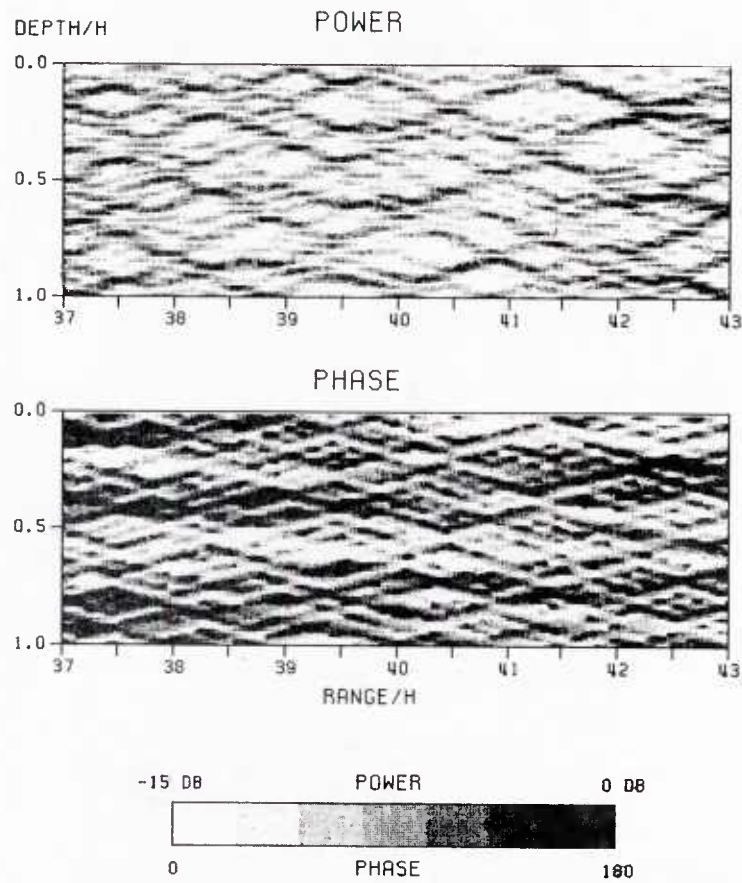 POWER
DEPTH/H
0.0
0.5
1.0
37 38 39 40 41 42 43
PHASE
0.0
0.5
1.0
37 38 39 40 41 42 43
RANGE/H
-15 DB POWER 0 DB
0 PHASE 180